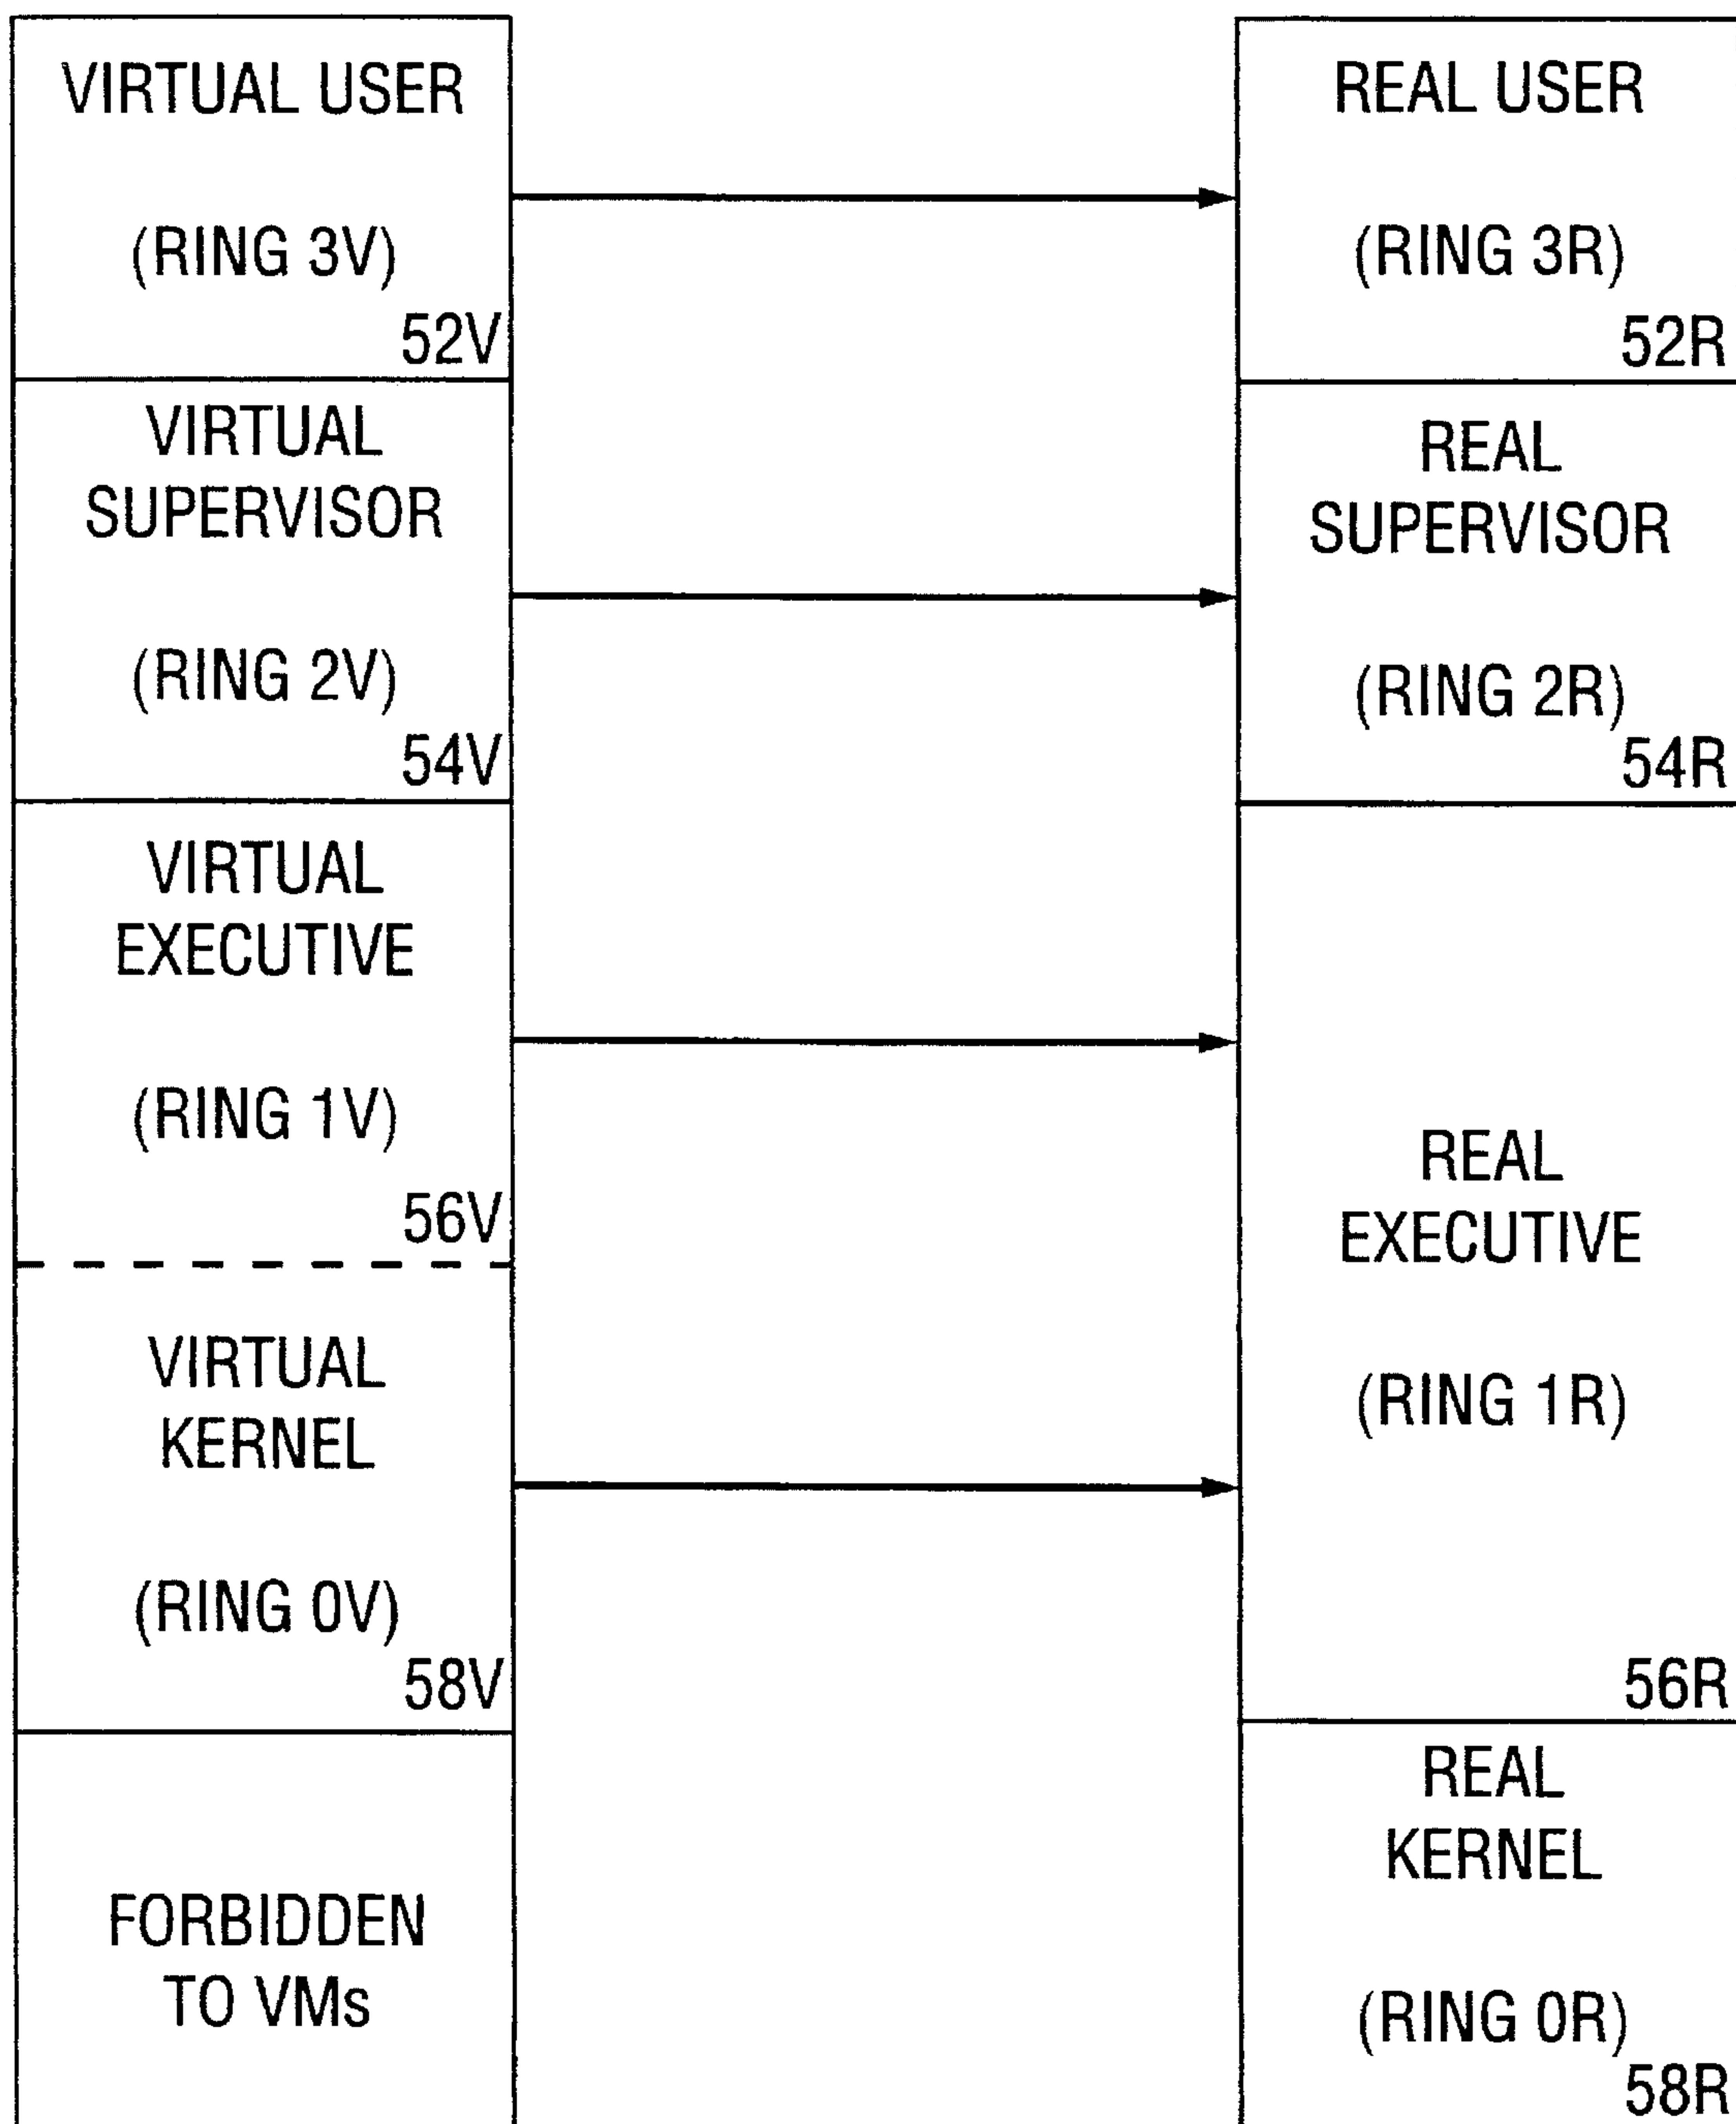 VIRTUAL USER
(RING 3V)
52V
VIRTUAL
SUPERVISOR
(RING 2V)
54V
VIRTUAL
EXECUTIVE
(RING 1V)
56V
VIRTUAL
KERNEL
(RING 0V)
58V
FORBIDDEN
TO VMs
REAL USER
(RING 3R)
52R
REAL
SUPERVISOR
(RING 2R)
54R
REAL
EXECUTIVE
(RING 1R)
56R
REAL
KERNEL
(RING 0R)
58R